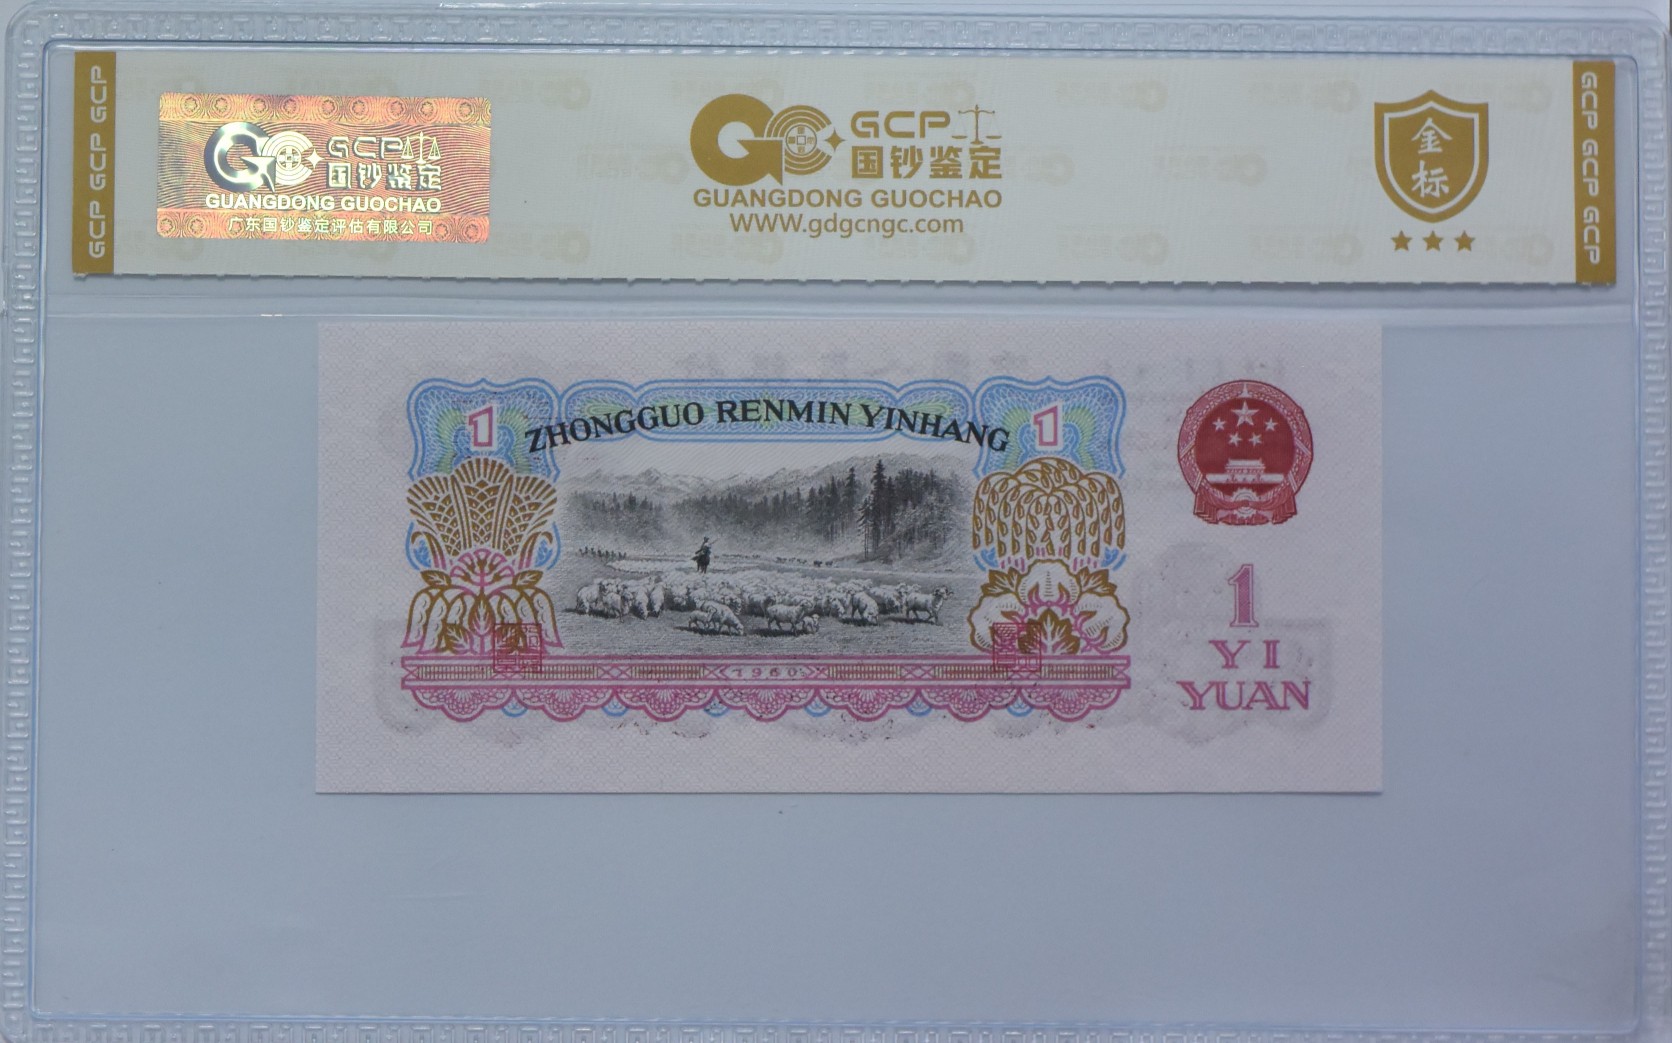 GCP GCP GCP
GCP
国钞鉴定
GUANGDONG GUOCHAO
广东国钞鉴定评估有限公司
GCP
国钞鉴定
GUANGDONG GUOCHAO
www.gdgcngc.com
金
标
GCP GCP GCP
1
ZHONGGUO RENMIN YINHANG
1
1960
1
YI
YUAN